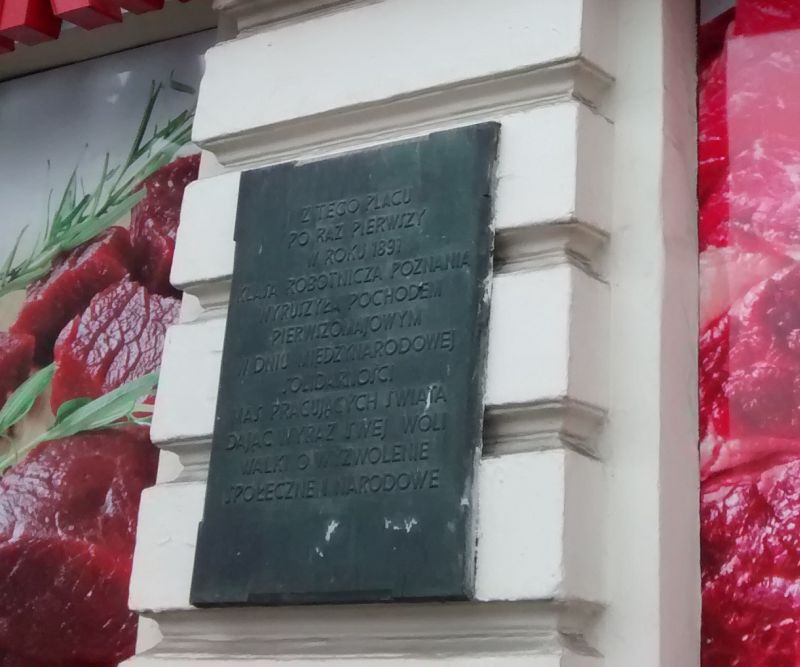 Z TEGO PLACU
PO RAZ PIERWSZY
W ROKU 1891
KLASA ROBOTNICZA POZNANIA
WYRUSZYŁA POCHODEM
PIERWSZOMAJOWYM
W DNIU MIĘDZYNARODOWEJ
SOLIDARNOŚCI
MAS PRACUJĄCYCH ŚWIATA
DAJĄC WYRAZ SWEJ WOLI
WALKI O WYZWOLENIE
SPOŁECZNE I NARODOWE